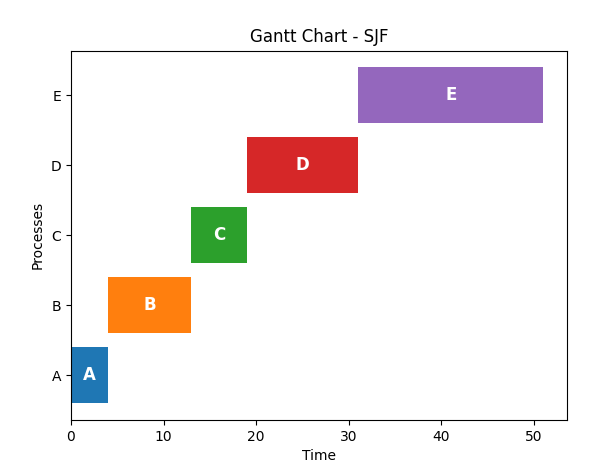 Gantt Chart - SJF
Processes
E
E
D
D
C
C
B
B
A
A
0 10 20 30 40 50
Time